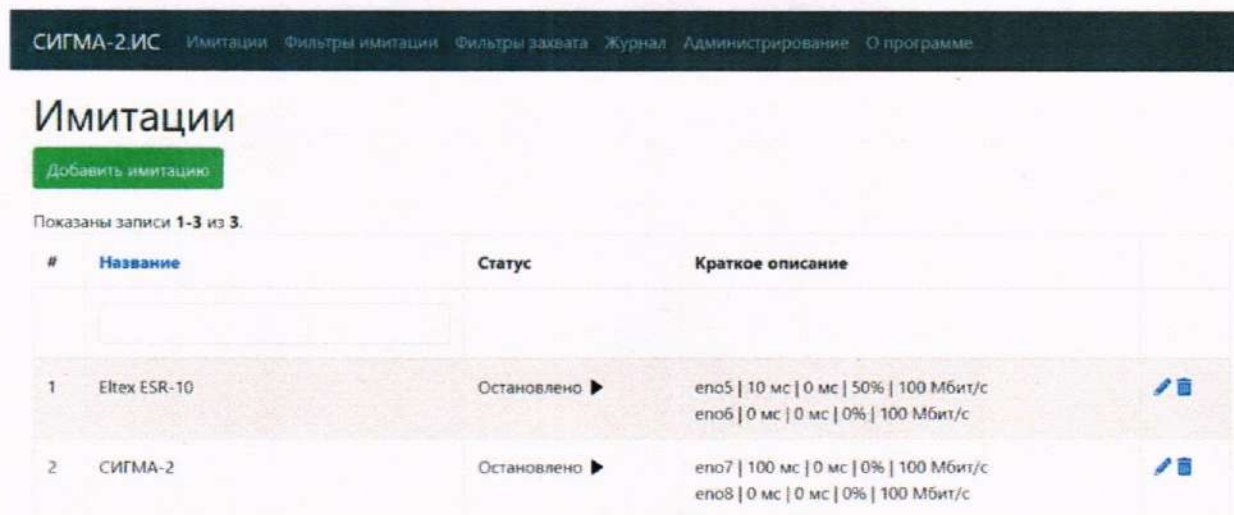 СИГМА-2.ИС Имитации Фильтры имитации Фильтры захвата Журнал Администрирование О программе
Имитации
Добавить имитацию
Показаны записи 1-3 из 3.
# Название Статус Краткое описание
1 Eltex ESR-10 Остановлено eno5 | 10 мс | 0 мс | 50% | 100 Мбит/с
eno6 | 0 мс | 0 мс | 0% | 100 Мбит/с
2 СИГМА-2 Остановлено eno7 | 100 мс | 0 мс | 0% | 100 Мбит/с
eno8 | 0 мс | 0 мс | 0% | 100 Мбит/с